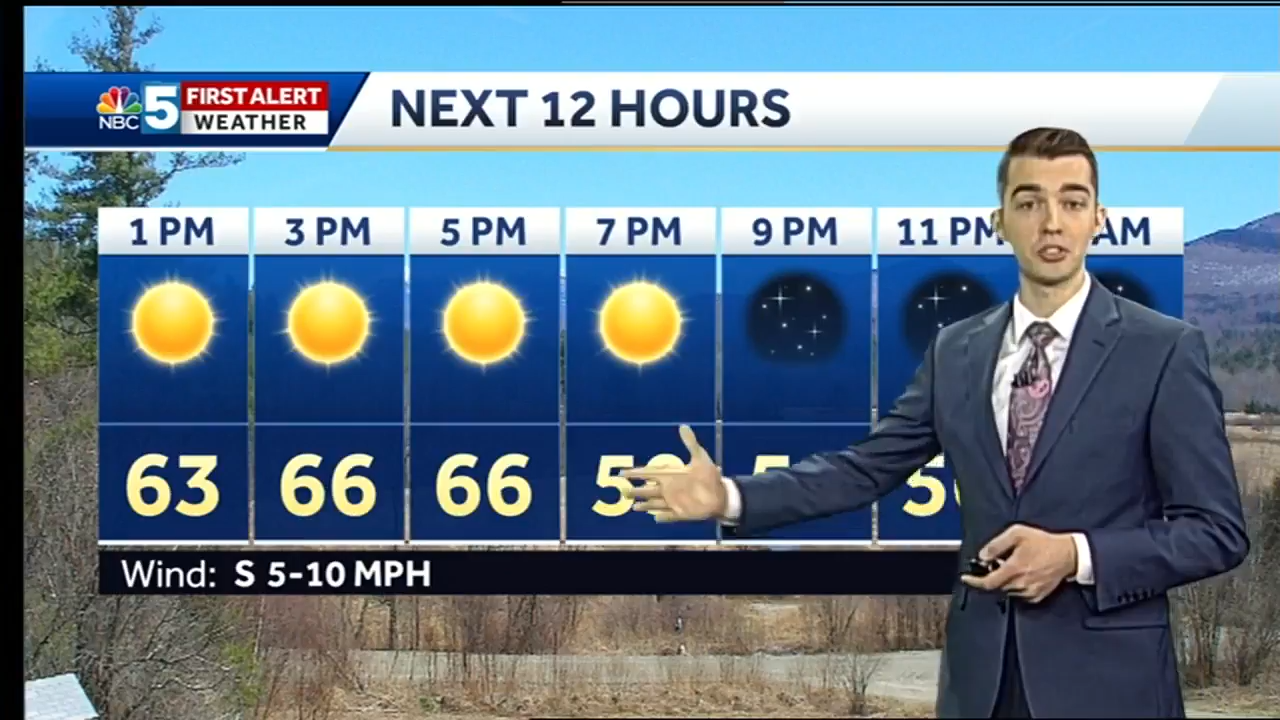 NBC 5 FIRST ALERT WEATHER
NEXT 12 HOURS
1 PM 3 PM 5 PM 7 PM 9 PM 11 PM AM
63 66 66
Wind: S 5-10 MPH